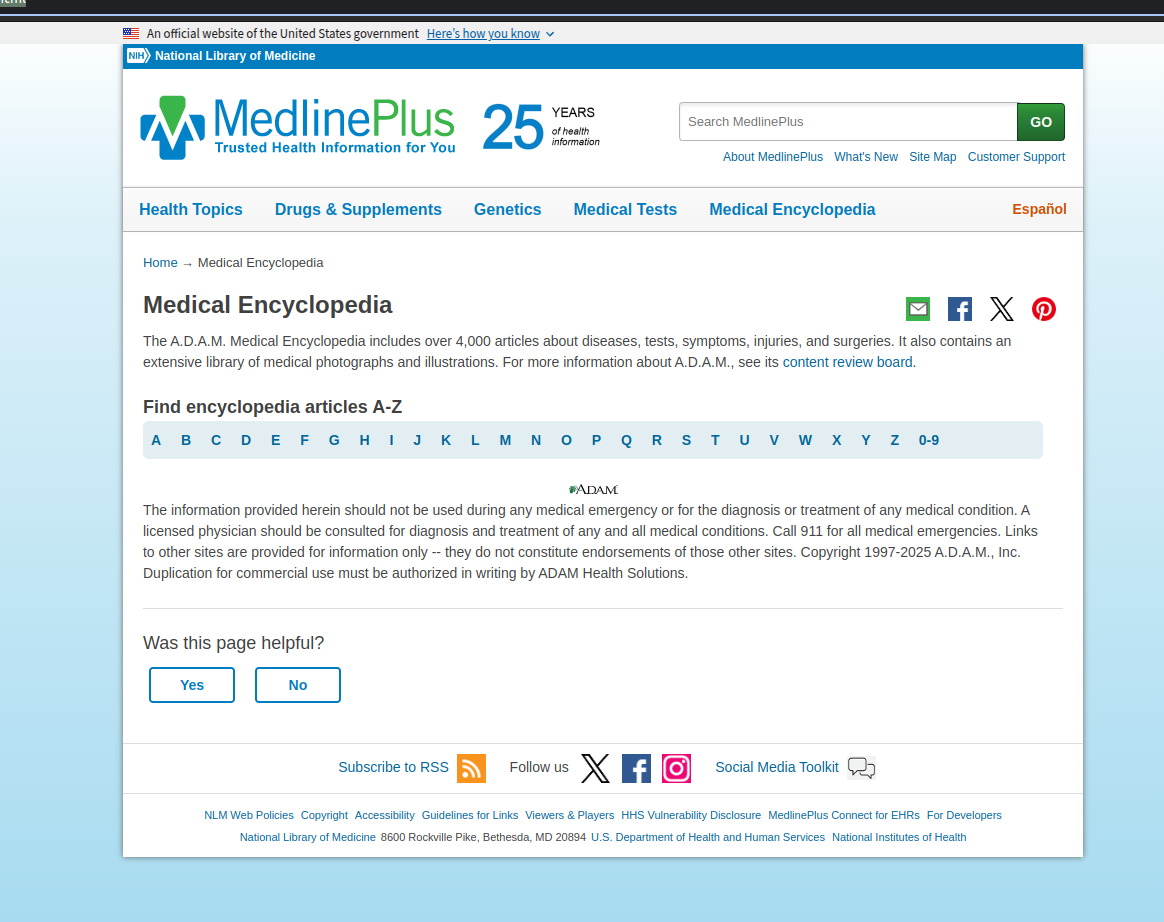 An official website of the United States government Here's how you know
NIH National Library of Medicine
MedlinePlus
Trusted Health Information for You
25 YEARS
of health
information
Search MedlinePlus GO
About MedlinePlus What's New Site Map Customer Support
Health Topics Drugs & Supplements Genetics Medical Tests Medical Encyclopedia Español
Home → Medical Encyclopedia
Medical Encyclopedia
The A.D.A.M. Medical Encyclopedia includes over 4,000 articles about diseases, tests, symptoms, injuries, and surgeries. It also contains an
extensive library of medical photographs and illustrations. For more information about A.D.A.M., see its content review board.
Find encyclopedia articles A-Z
A B C D E F G H I J K L M N O P Q R S T U V W X Y Z 0-9
ADAM
The information provided herein should not be used during any medical emergency or for the diagnosis or treatment of any medical condition. A
licensed physician should be consulted for diagnosis and treatment of any and all medical conditions. Call 911 for all medical emergencies. Links
to other sites are provided for information only -- they do not constitute endorsements of those other sites. Copyright 1997-2025 A.D.A.M., Inc.
Duplication for commercial use must be authorized in writing by ADAM Health Solutions.
Was this page helpful?
Yes No
Subscribe to RSS Follow us Social Media Toolkit
NLM Web Policies Copyright Accessibility Guidelines for Links Viewers & Players HHS Vulnerability Disclosure MedlinePlus Connect for EHRs For Developers
National Library of Medicine 8600 Rockville Pike, Bethesda, MD 20894 U.S. Department of Health and Human Services National Institutes of Health